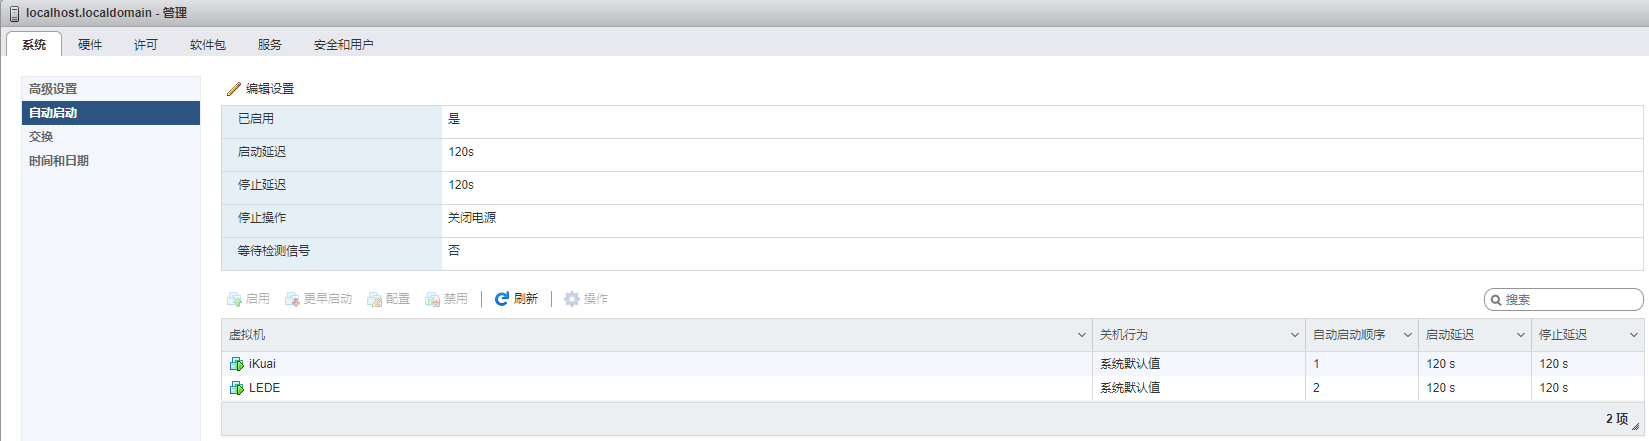 localhost.localdomain - 管理
系统 硬件 许可 软件包 服务 安全和用户
高级设置
自动启动
交换
时间和日期
编辑设置
已启用 是
启动延迟 120s
停止延迟 120s
停止操作 关闭电源
等待检测信号 否
启用 更早启动 配置 禁用 刷新 操作 搜索
虚拟机 关机行为 自动启动顺序 启动延迟 停止延迟
iKuai 系统默认值 1 120 s 120 s
LEDE 系统默认值 2 120 s 120 s
2 项